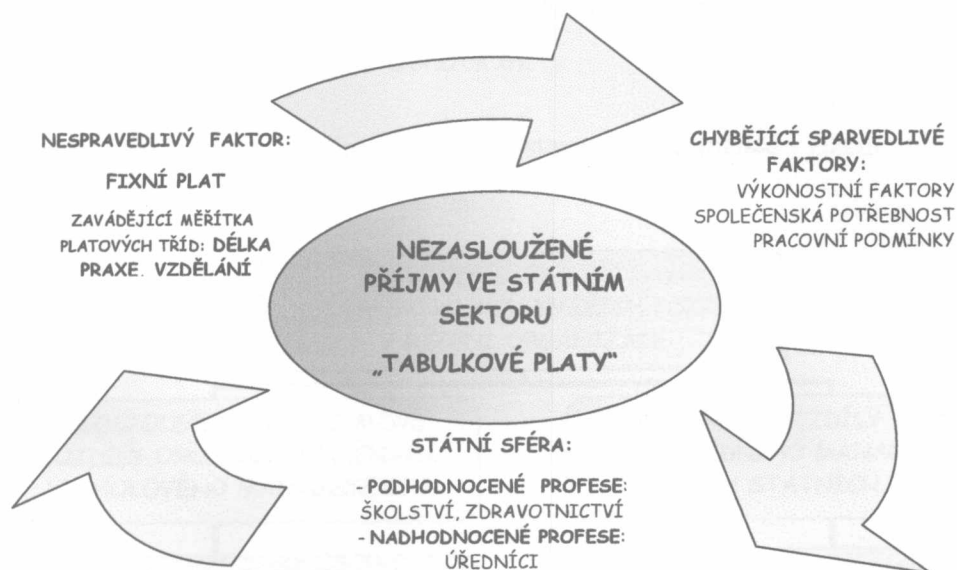 NESPRAVEDLIVÝ FAKTOR:
FIXNÍ PLAT
ZAVÁDĚJÍCÍ MĚŘÍTKA
PLATOVÝCH TŘÍD: DÉLKA
PRAXE. VZDĚLÁNÍ
CHYBĚJÍCÍ SPARVEDLIVÉ
FAKTORY:
VÝKONOSTNÍ FAKTORY
SPOLEČENSKÁ POTŘEBNOST
PRACOVNÍ PODMÍNKY
NEZASLOUŽENÉ
PŘÍJMY VE STÁTNÍM
SEKTORU
„TABULKOVÉ PLATY“
STÁTNÍ SFÉRA:
- PODHODNOCENÉ PROFESE:
ŠKOLSTVÍ, ZDRAVOTNICTVÍ
- NADHODNOCENÉ PROFESE:
ÚŘEDNÍCI